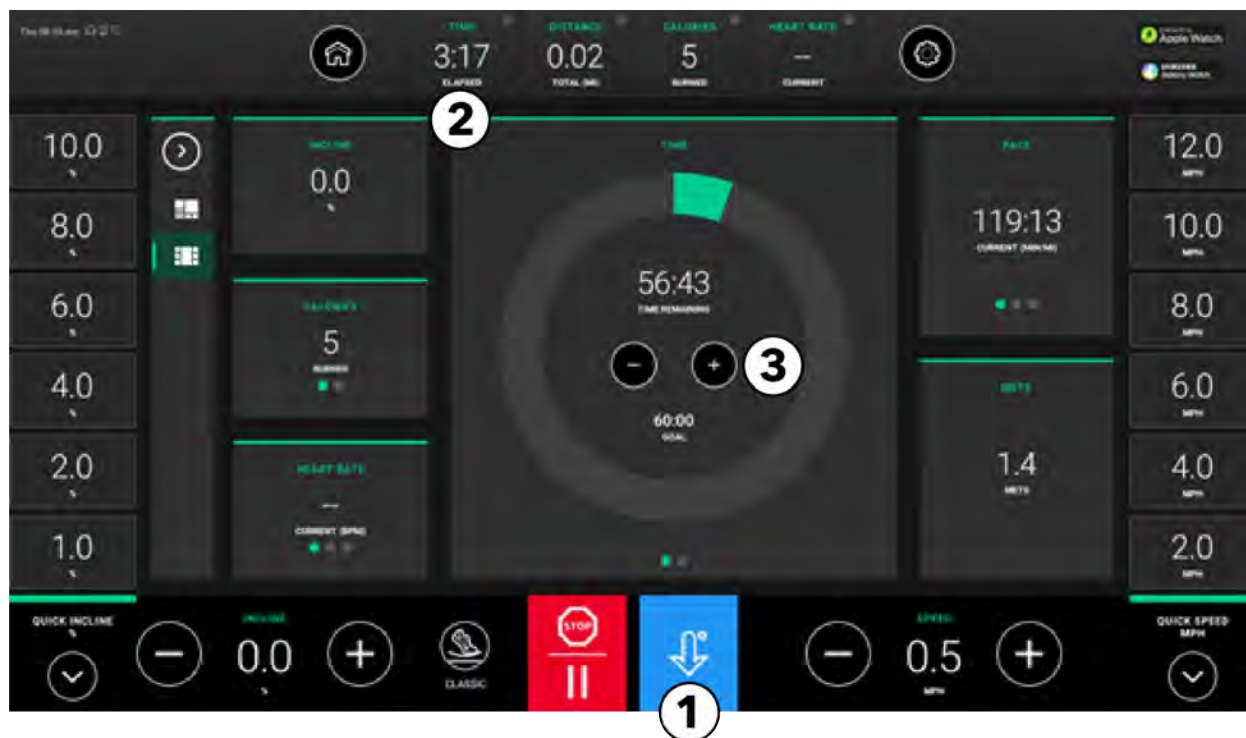 TIME DISTANCE CALORIES HEART RATE
3:17 0.02 5 --
ELAPSED TOTAL (MI) BURNED CURRENT
Apple Watch
SAMSUNG
Galaxy Watch
2
10.0
%
8.0
%
6.0
%
4.0
%
2.0
%
1.0
%
INCLINE
0.0
%
CALORIES
5
BURNED
HEART RATE
--
CURRENT (BPM)
TIME
56:43
TIME REMAINING
3
60:00
GOAL
PACE
119:13
CURRENT (MIN/MI)
METS
1.4
METS
12.0
MPH
10.0
MPH
8.0
MPH
6.0
MPH
4.0
MPH
2.0
MPH
QUICK INCLINE
%
INCLINE
0.0
%
CLASSIC
STOP
1
SPEED
0.5
MPH
QUICK SPEED
MPH